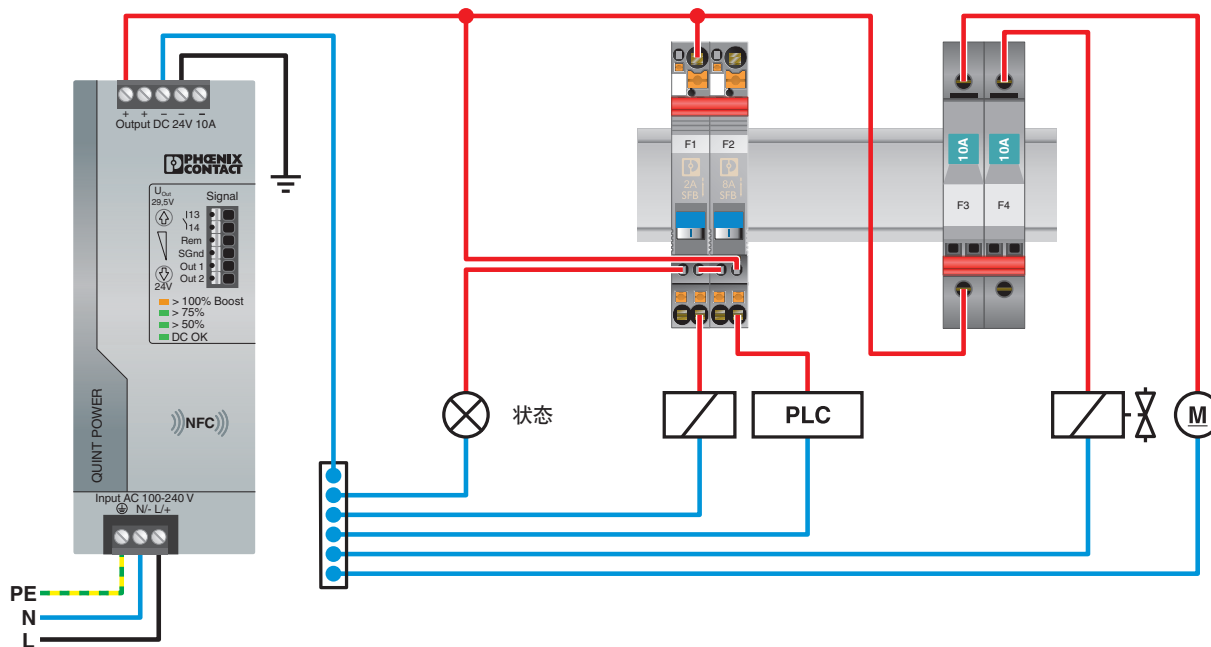 + + − − −
Output DC 24V 10A
PHŒNIX
CONTACT
UOut
29,5V
Signal
13
14
Rem
SGnd
Out 1
Out 2
24V
> 100% Boost
> 75%
> 50%
DC OK
QUINT POWER
NFC
Input AC 100-240 V
N/- L/+
PE
N
L
F1 F2
2A
SFB
8A
SFB
10A 10A
F3 F4
状态
PLC
M